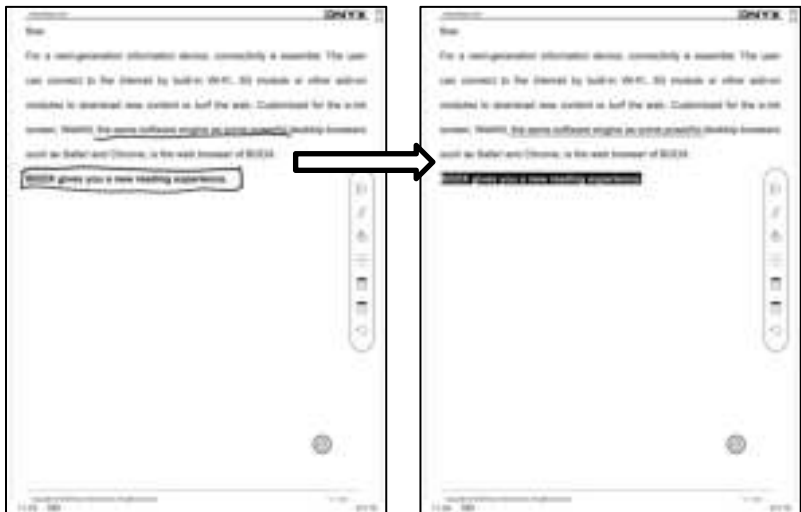 ONYX
For a next-generation information device, connectivity is essential. The user
can connect to the Internet by built-in Wi-Fi, 3G module or other add-on
modules to download new content or surf the web. Customized for the e-ink
screen, WebKit, the same software engine as some powerful desktop browsers
such as Safari and Chrome, is the web browser of BOOX.
BOOX gives you a new reading experience.
ONYX
For a next-generation information device, connectivity is essential. The user
can connect to the Internet by built-in Wi-Fi, 3G module or other add-on
modules to download new content or surf the web. Customized for the e-ink
screen, WebKit, the same software engine as some powerful desktop browsers
such as Safari and Chrome, is the web browser of BOOX.
BOOX gives you a new reading experience.